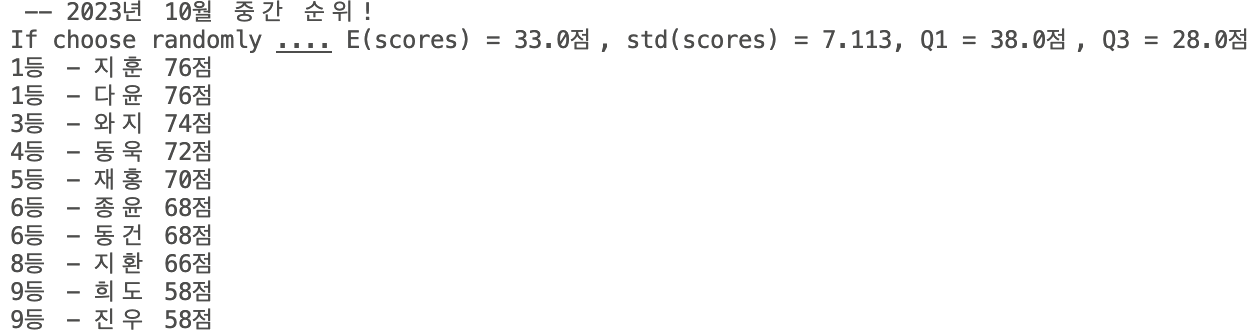 -- 2023년 10월 중간 순위!
If choose randomly .... E(scores) = 33.0점, std(scores) = 7.113, Q1 = 38.0점, Q3 = 28.0점
1등 - 지훈 76점
1등 - 다윤 76점
3등 - 와지 74점
4등 - 동욱 72점
5등 - 재홍 70점
6등 - 종윤 68점
6등 - 동건 68점
8등 - 지환 66점
9등 - 희도 58점
9등 - 진우 58점